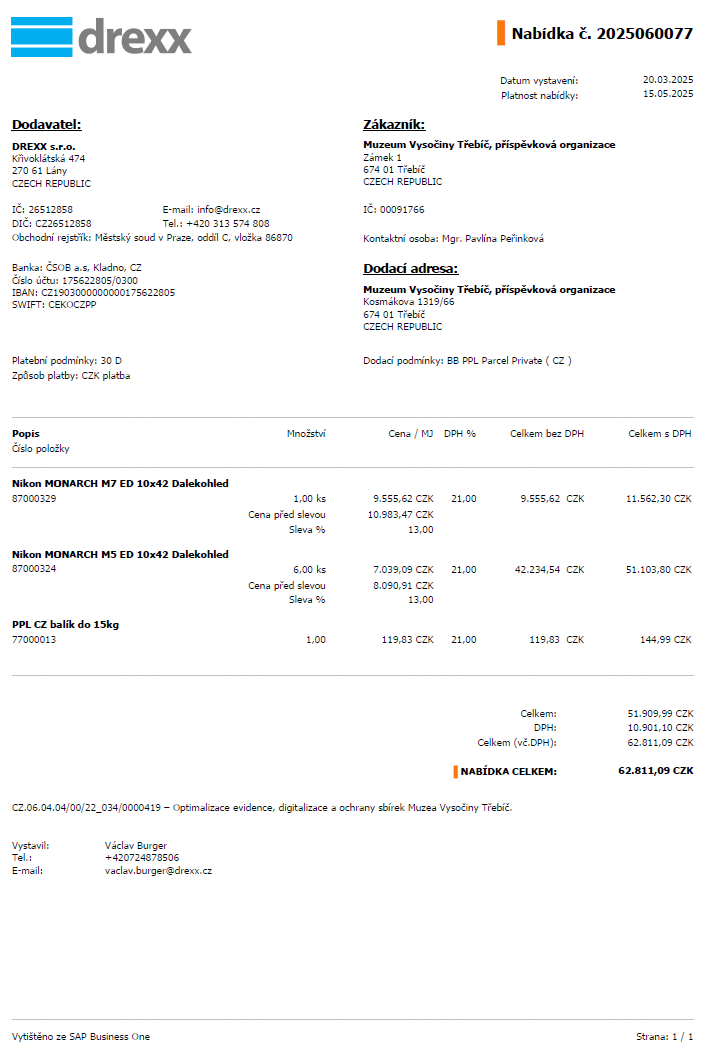 drexx
Nabídka č. 2025060077
Datum vystavení: 20.03.2025
Platnost nabídky: 15.05.2025
Dodavatel:
DREXX s.r.o.
Křivoklátská 474
270 61 Lány
CZECH REPUBLIC
IČ: 26512858 E-mail: info@drexx.cz
DIČ: CZ26512858 Tel.: +420 313 574 808
Obchodní rejstřík: Městský soud v Praze, oddíl C, vložka 86870
Banka: ČSOB a.s, Kladno, CZ
Číslo účtu: 175622805/0300
IBAN: CZ1903000000000175622805
SWIFT: CEKOCZPP
Platební podmínky: 30 D
Způsob platby: CZK platba
Zákazník:
Muzeum Vysočiny Třebíč, příspěvková organizace
Zámek 1
674 01 Třebíč
CZECH REPUBLIC
IČ: 00091766
Kontaktní osoba: Mgr. Pavlína Peřinková
Dodací adresa:
Muzeum Vysočiny Třebíč, příspěvková organizace
Kosmákova 1319/66
674 01 Třebíč
CZECH REPUBLIC
Dodací podmínky: BB PPL Parcel Private ( CZ )
Popis Množství Cena / MJ DPH % Celkem bez DPH Celkem s DPH
Číslo položky
Nikon MONARCH M7 ED 10x42 Dalekohled
87000329 1,00 ks 9.555,62 CZK 21,00 9.555,62 CZK 11.562,30 CZK
Cena před slevou 10.983,47 CZK
Sleva % 13,00
Nikon MONARCH M5 ED 10x42 Dalekohled
87000324 6,00 ks 7.039,09 CZK 21,00 42.234,54 CZK 51.103,80 CZK
Cena před slevou 8.090,91 CZK
Sleva % 13,00
PPL CZ balík do 15kg
77000013 1,00 119,83 CZK 21,00 119,83 CZK 144,99 CZK
Celkem: 51.909,99 CZK
DPH: 10.901,10 CZK
Celkem (vč.DPH): 62.811,09 CZK
NABÍDKA CELKEM: 62.811,09 CZK
CZ.06.04.04/00/22_034/0000419 – Optimalizace evidence, digitalizace a ochrany sbírek Muzea Vysočiny Třebíč.
Vystavil: Václav Burger
Tel.: +420724878506
E-mail: vaclav.burger@drexx.cz
Vytištěno ze SAP Business One Strana: 1 / 1